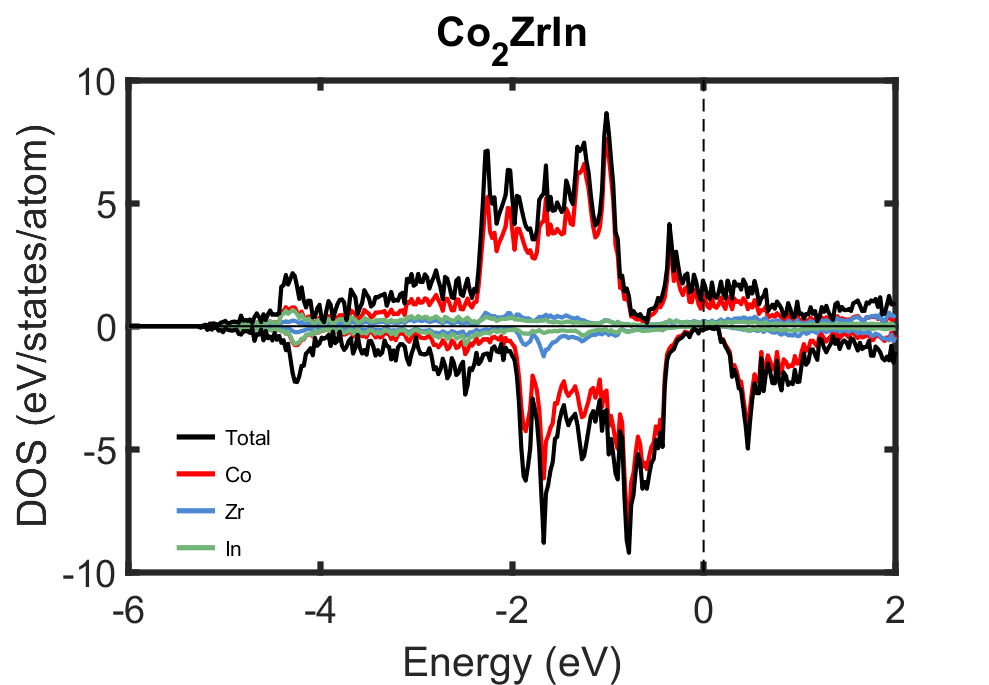 Co2ZrIn
DOS (eV/states/atom)
10
5
0
-5
-10
Total
Co
Zr
In
-6 -4 -2 0 2
Energy (eV)